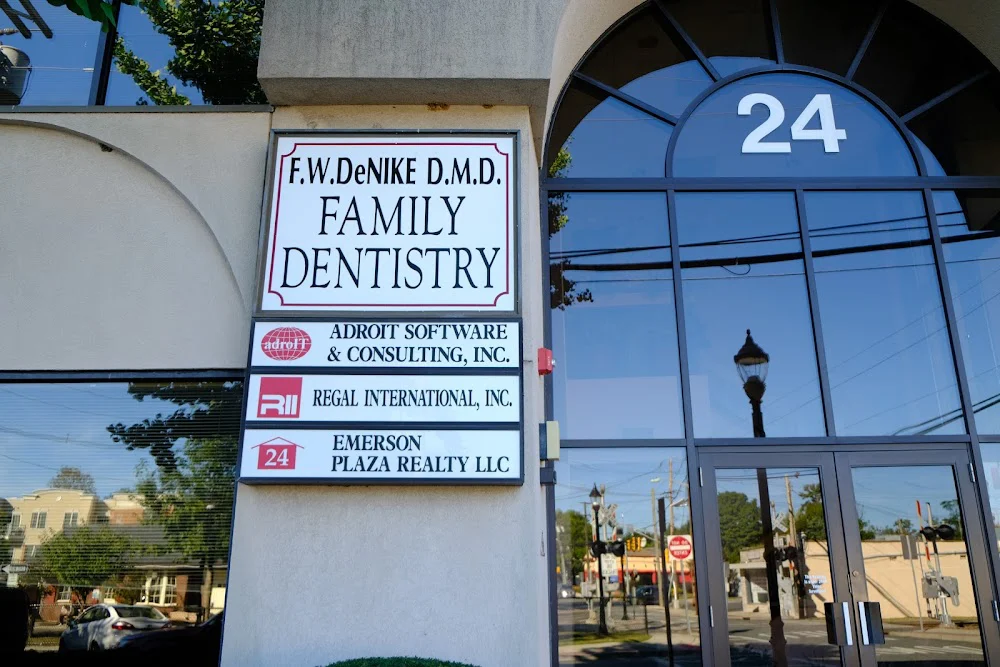 F.W.DeNIKE D.M.D.
FAMILY
DENTISTRY
adroIT
ADROIT SOFTWARE
& CONSULTING, INC.
RII
REGAL INTERNATIONAL, INC.
24
EMERSON
PLAZA REALTY LLC
24